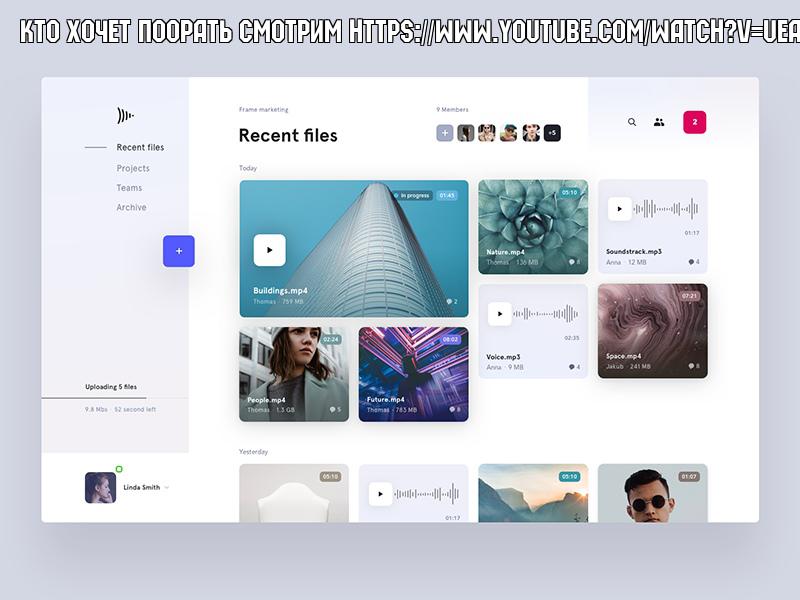 КТО ХОЧЕТ ПООРАТЬ СМОТРИМ HTTPS://WWW.YOUTUBE.COM/WATCH?V=UEA
Frame marketing
9 Members
Recent files
+5
2
Recent files
Projects
Teams
Archive
Today
In progress
01:45
Buildings.mp4
Thomas · 759 MB
2
05:10
Nature.mp4
Thomas · 136 MB
8
01:17
Soundstrack.mp3
Anna · 12 MB
4
02:24
People.mp4
Thomas · 1.3 GB
5
08:02
Future.mp4
Thomas · 783 MB
8
02:35
Voice.mp3
Anna · 9 MB
4
07:21
Space.mp4
Jakub · 241 MB
8
Uploading 5 files
9.8 Mbs · 52 second left
Linda Smith
Yesterday
05:10
01:17
05:10
01:07